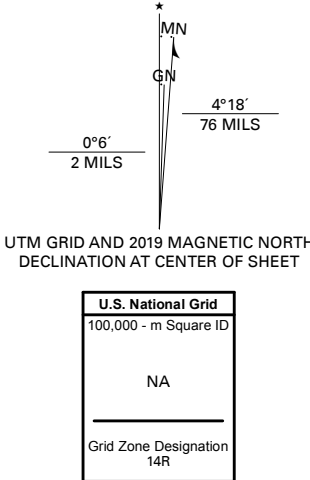 ★
MN
GN
4°18´
76 MILS
0°6´
2 MILS
UTM GRID AND 2019 MAGNETIC NORTH
DECLINATION AT CENTER OF SHEET
U.S. National Grid
100,000 - m Square ID
NA
Grid Zone Designation
14R